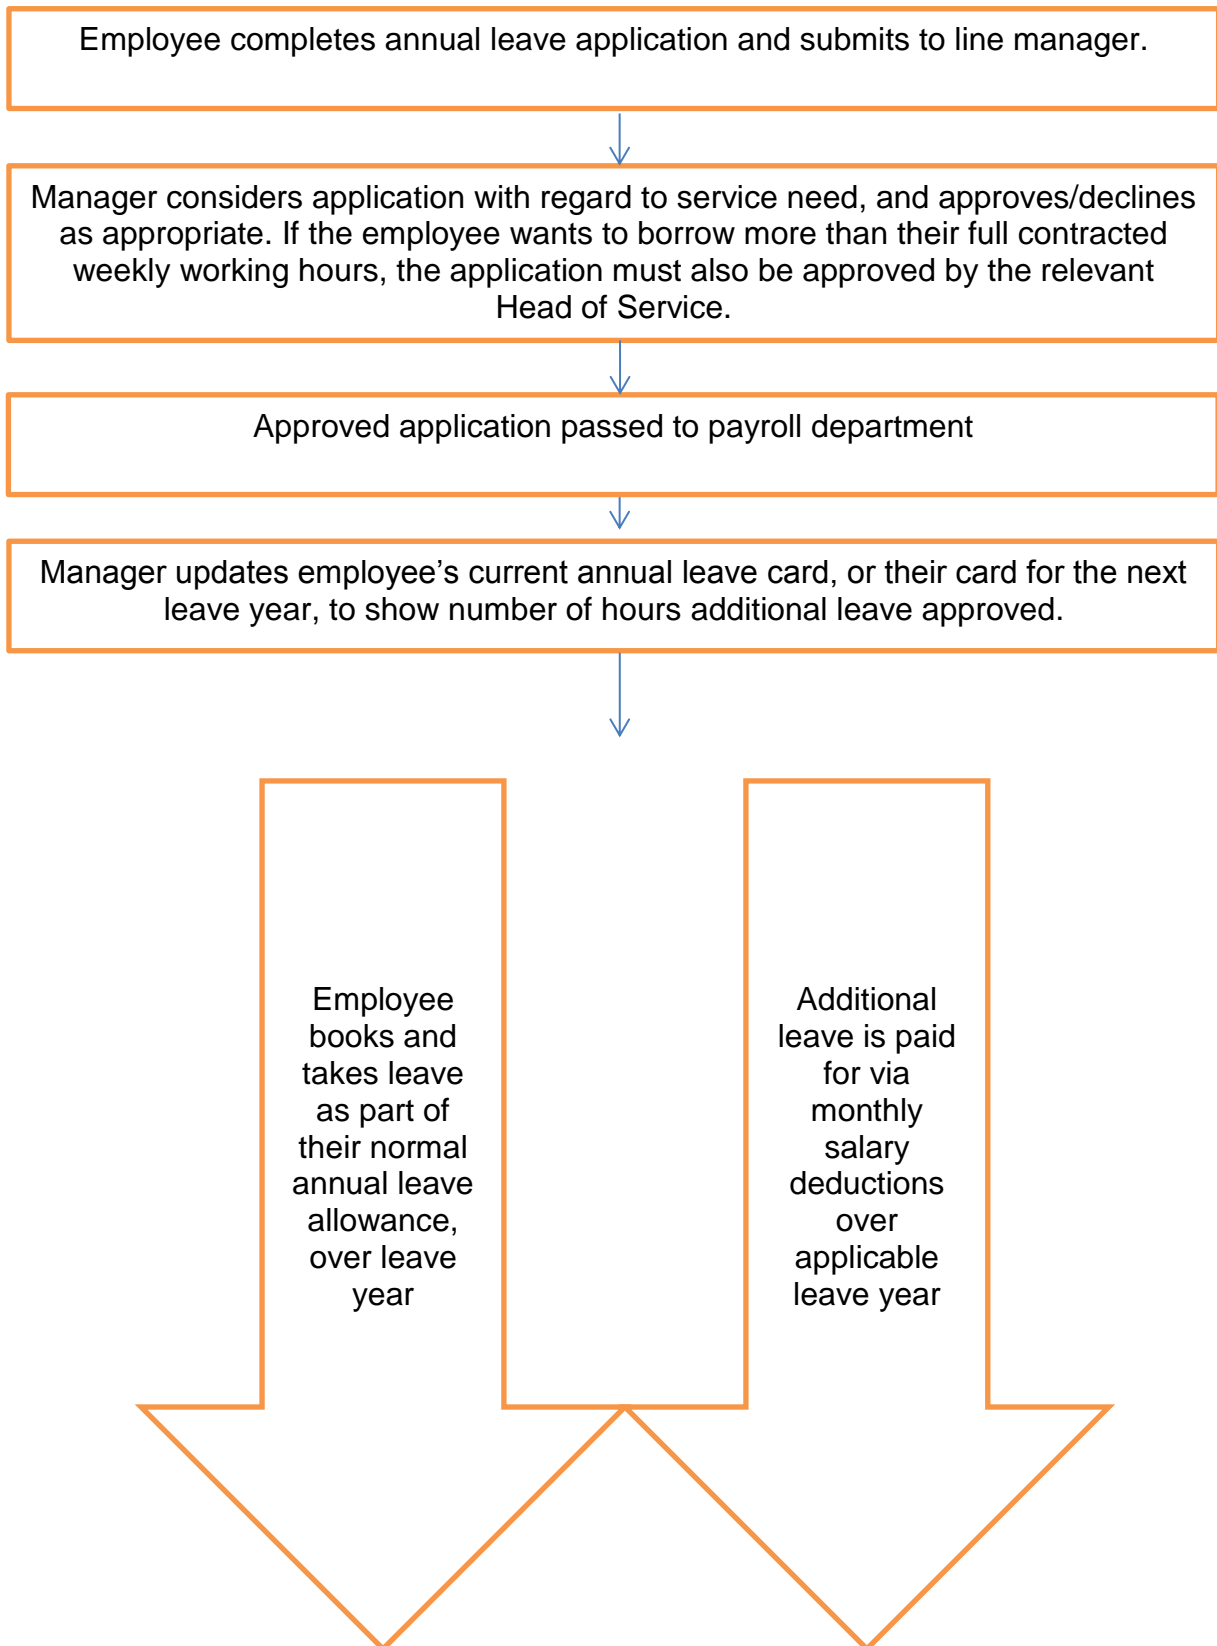 Employee completes annual leave application and submits to line manager.
Manager considers application with regard to service need, and approves/declines
as appropriate. If the employee wants to borrow more than their full contracted
weekly working hours, the application must also be approved by the relevant
Head of Service.
Approved application passed to payroll department
Manager updates employee’s current annual leave card, or their card for the next
leave year, to show number of hours additional leave approved.
Employee
books and
takes leave
as part of
their normal
annual leave
allowance,
over leave
year
Additional
leave is paid
for via
monthly
salary
deductions
over
applicable
leave year